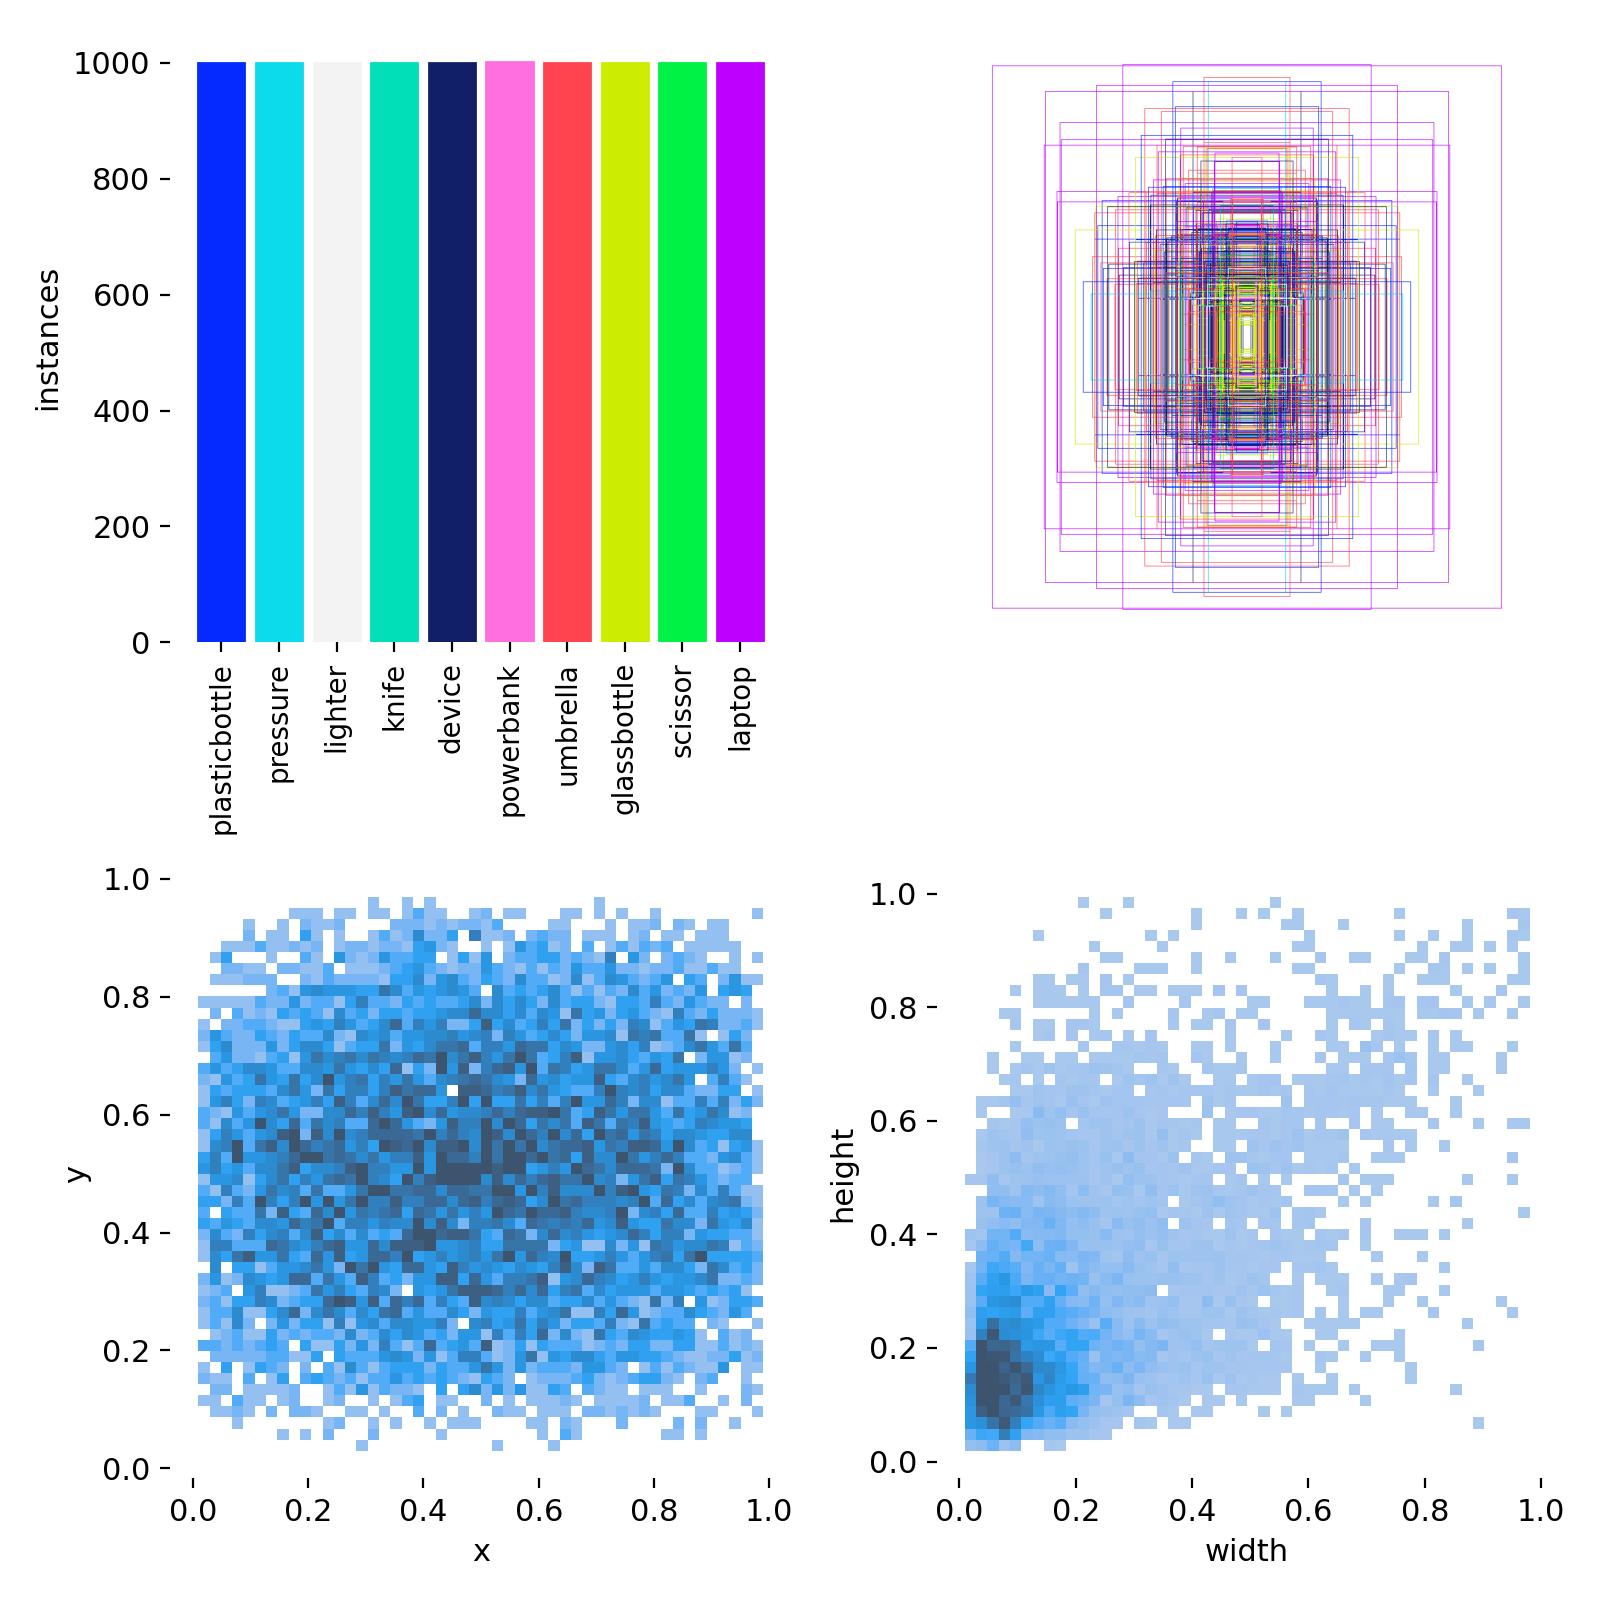 1000
800
600
400
200
0
instances
plasticbottle
pressure
lighter
knife
device
powerbank
umbrella
glassbottle
scissor
laptop
1.0
0.8
0.6
0.4
0.2
0.0
y
0.0 0.2 0.4 0.6 0.8 1.0
x
1.0
0.8
0.6
0.4
0.2
0.0
height
0.0 0.2 0.4 0.6 0.8 1.0
width